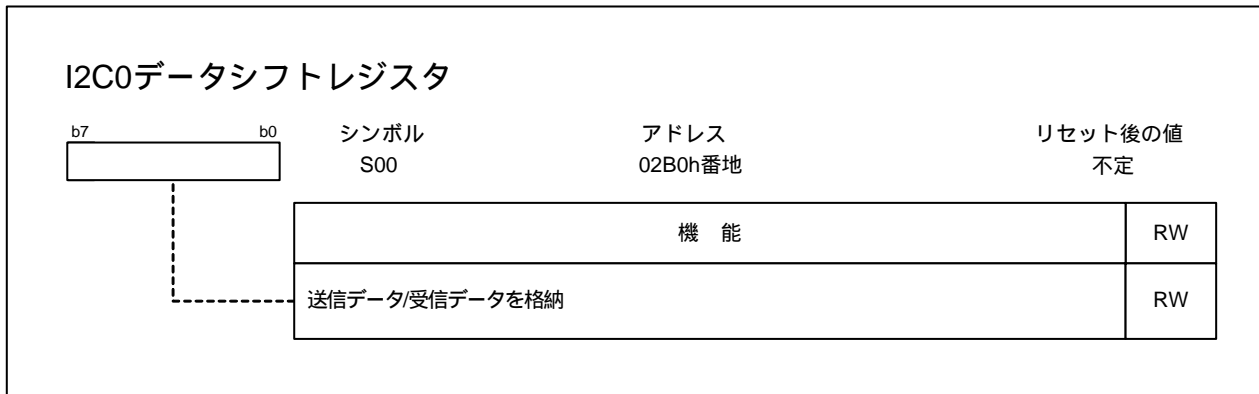 I2C0データシフトレジスタ
b7 b0 シンボル アドレス リセット後の値
S00 02B0h番地 不定
機 能 RW
送信データ/受信データを格納 RW